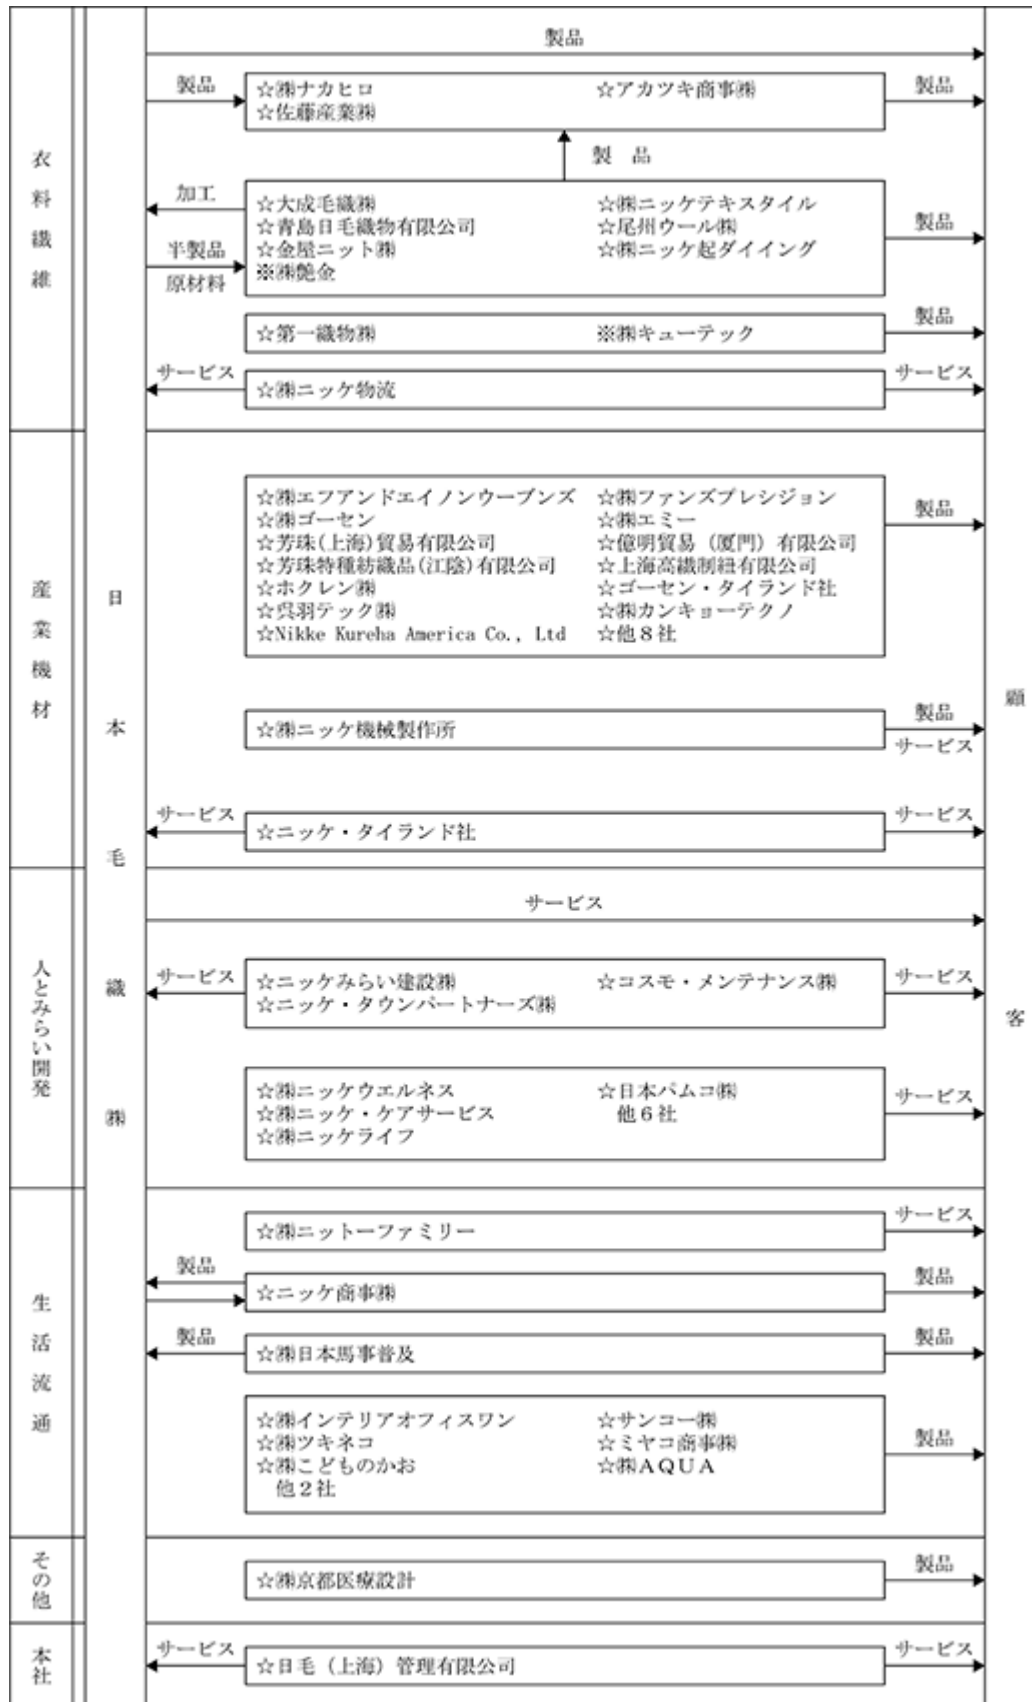 製品
製品
☆㈱ナカヒロ ☆アカツキ商事㈱
☆佐藤産業㈱
製品
製 品
衣料繊維
加工
半製品
原材料
☆大成毛織㈱ ☆㈱ニッケテキスタイル
☆青島日毛織物有限公司 ☆尾州ウール㈱
☆金屋ニット㈱ ☆㈱ニッケ起ダイイング
※㈱艶金
製品
☆第一織物㈱ ※㈱キューテック
製品
サービス
☆㈱ニッケ物流
サービス
産業機材
☆㈱エフアンドエイノンウーブンズ ☆㈱ファンズプレシジョン
☆㈱ゴーセン ☆㈱エミー
☆芳珠(上海)貿易有限公司 ☆億明貿易（厦門）有限公司
☆芳珠特種紡織品(江陰)有限公司 ☆上海高織制紐有限公司
☆ホクレン㈱ ☆ゴーセン・タイランド社
☆呉羽テック㈱ ☆㈱カンキョーテクノ
☆Nikke Kureha America Co., Ltd ☆他８社
製品
☆㈱ニッケ機械製作所
製品
サービス
サービス
☆ニッケ・タイランド社
サービス
日本毛織㈱
顧客
人とみらい開発
サービス
サービス
☆ニッケみらい建設㈱ ☆コスモ・メンテナンス㈱
☆ニッケ・タウンパートナーズ㈱
サービス
☆㈱ニッケウエルネス ☆日本パムコ㈱
☆㈱ニッケ・ケアサービス 他６社
☆㈱ニッケライフ
サービス
生活流通
☆㈱ニットーファミリー
サービス
製品
☆ニッケ商事㈱
製品
製品
☆㈱日本馬事普及
製品
☆㈱インテリアオフィスワン ☆サンコー㈱
☆㈱ツキネコ ☆ミヤコ商事㈱
☆㈱こどものかお ☆㈱ＡＱＵＡ
他２社
製品
その他
☆㈱京都医療設計
製品
本社
サービス
☆日毛（上海）管理有限公司
サービス